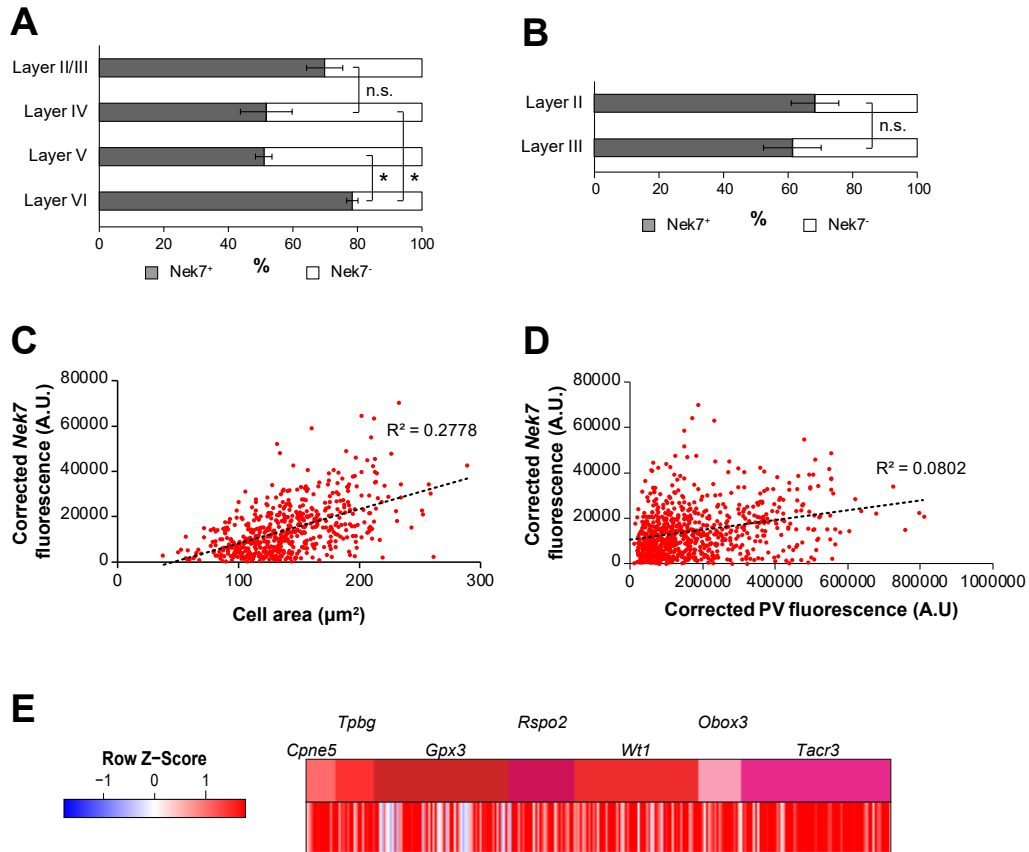 A
Layer II/III
n.s.
Layer IV
Layer V
* *
Layer VI
0 20 40 60 80 100
Nek7⁺ % Nek7⁻
B
Layer II
n.s.
Layer III
0 20 40 60 80 100
Nek7⁺ % Nek7⁻
C
Corrected Nek7
fluorescence (A.U.)
80000
60000
40000
20000
0
R² = 0.2778
0 100 200 300
Cell area (µm²)
D
Corrected Nek7
fluorescence (A.U.)
80000
60000
40000
20000
0
R² = 0.0802
0 200000 400000 600000 800000 1000000
Corrected PV fluorescence (A.U)
E
Row Z−Score
−1 0 1
Tpbg Rspo2 Obox3
Cpne5 Gpx3 Wt1 Tacr3